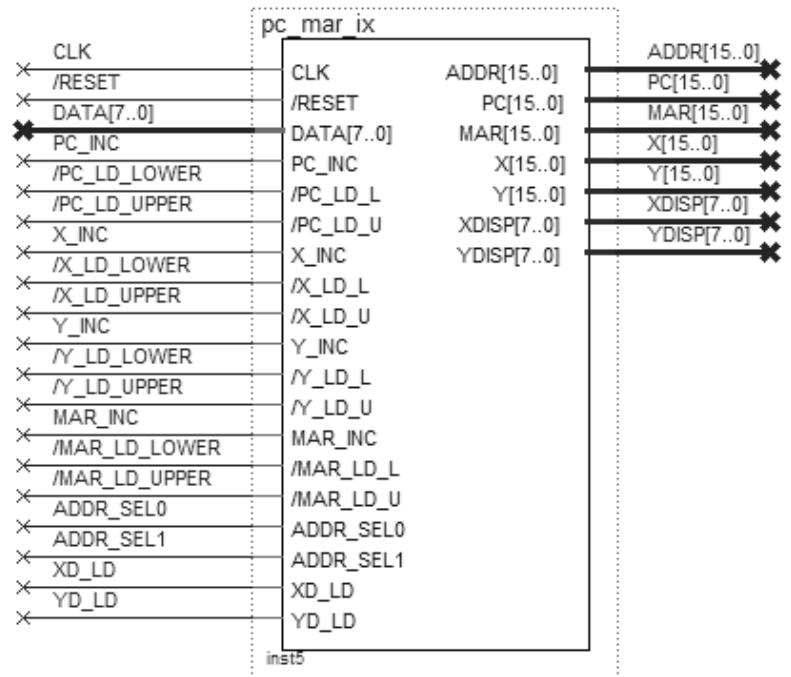 pc_mar_ix
CLK
/RESET
DATA[7..0]
PC_INC
/PC_LD_LOWER
/PC_LD_UPPER
X_INC
/X_LD_LOWER
/X_LD_UPPER
Y_INC
/Y_LD_LOWER
/Y_LD_UPPER
MAR_INC
/MAR_LD_LOWER
/MAR_LD_UPPER
ADDR_SEL0
ADDR_SEL1
XD_LD
YD_LD
CLK
/RESET
DATA[7..0]
PC_INC
/PC_LD_L
/PC_LD_U
X_INC
/X_LD_L
/X_LD_U
Y_INC
/Y_LD_L
/Y_LD_U
MAR_INC
/MAR_LD_L
/MAR_LD_U
ADDR_SEL0
ADDR_SEL1
XD_LD
YD_LD
ADDR[15..0]
PC[15..0]
MAR[15..0]
X[15..0]
Y[15..0]
XDISP[7..0]
YDISP[7..0]
ADDR[15..0]
PC[15..0]
MAR[15..0]
X[15..0]
Y[15..0]
XDISP[7..0]
YDISP[7..0]
inst5